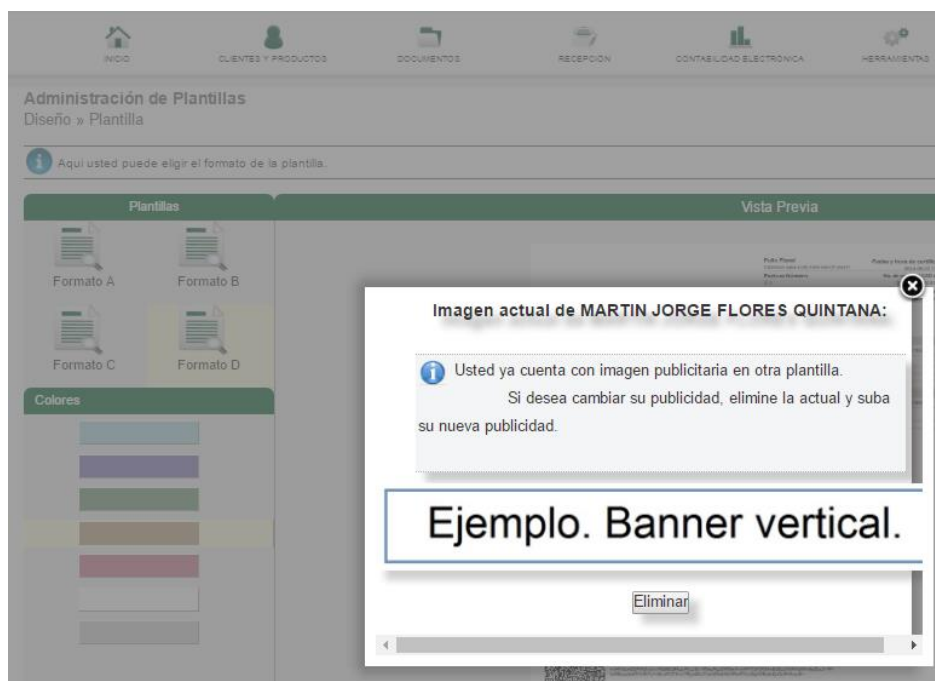 INICIO
CLIENTES Y PRODUCTOS
DOCUMENTOS
RECEPCIÓN
CONTABILIDAD ELECTRÓNICA
HERRAMIENTAS
Administración de Plantillas
Diseño » Plantilla
Aqui usted puede eligir el formato de la plantilla.
Plantillas
Vista Previa
Formato A
Formato B
Formato C
Formato D
Colores
Folio Fiscal
Imagen actual de MARTIN JORGE FLORES QUINTANA:
Usted ya cuenta con imagen publicitaria en otra plantilla.
Si desea cambiar su publicidad, elimine la actual y suba
su nueva publicidad.
Ejemplo. Banner vertical.
Eliminar